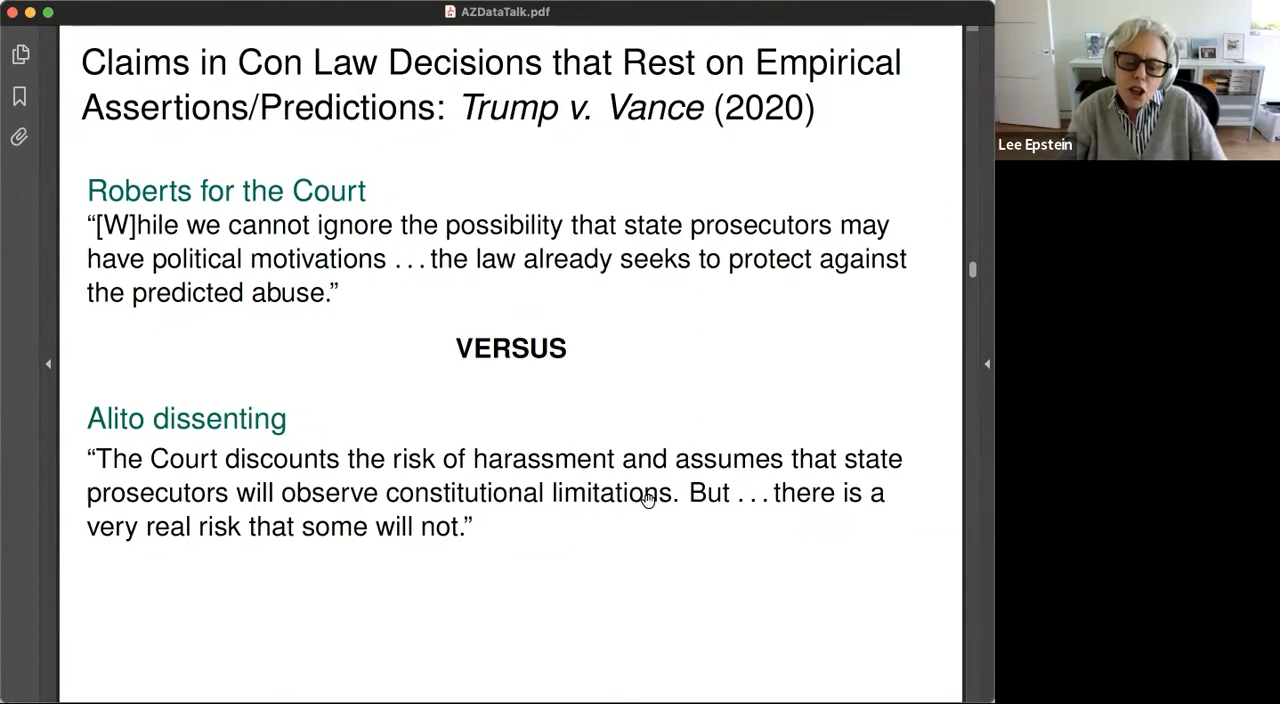 AZDataTalk.pdf
Claims in Con Law Decisions that Rest on Empirical
Assertions/Predictions: Trump v. Vance (2020)
Roberts for the Court
“[W]hile we cannot ignore the possibility that state prosecutors may
have political motivations . . . the law already seeks to protect against
the predicted abuse.”
VERSUS
Alito dissenting
“The Court discounts the risk of harassment and assumes that state
prosecutors will observe constitutional limitations. But . . . there is a
very real risk that some will not.”
Lee Epstein